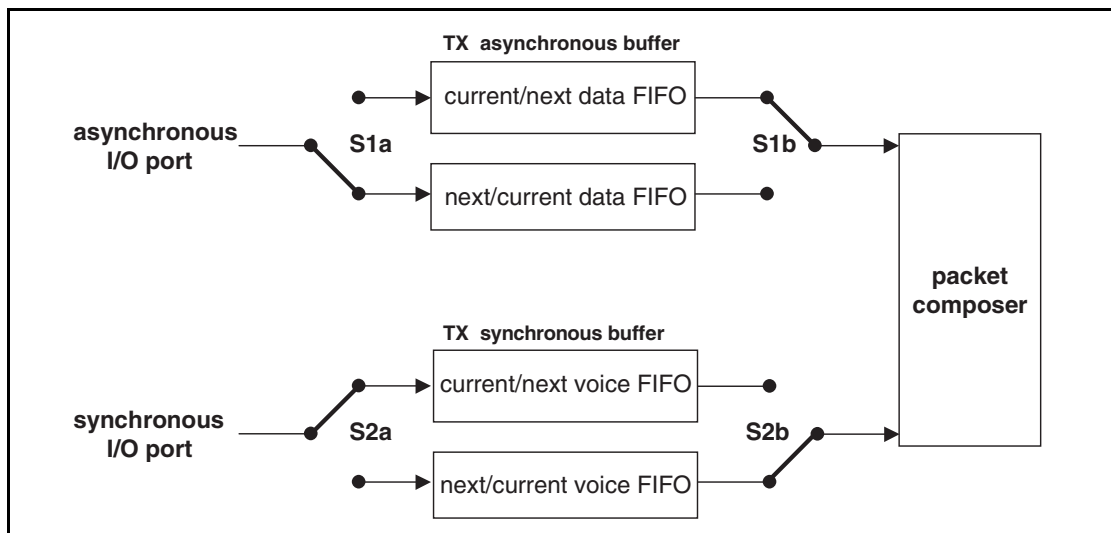 TX asynchronous buffer
current/next data FIFO
asynchronous
I/O port
S1a
S1b
next/current data FIFO
packet
composer
TX synchronous buffer
current/next voice FIFO
synchronous
I/O port
S2a
S2b
next/current voice FIFO